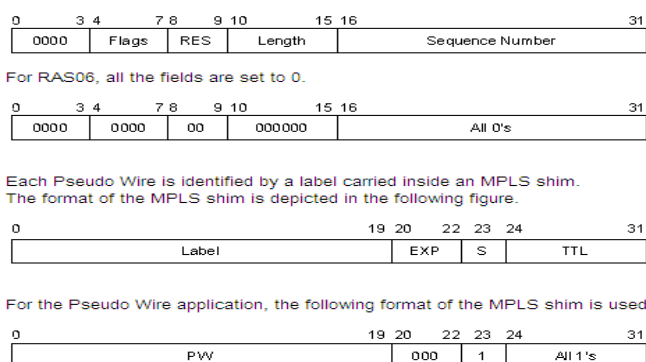 0 3 4 7 8 9 10 15 16 31
0000 Flags RES Length Sequence Number
For RAS06, all the fields are set to 0.
0 3 4 7 8 9 10 15 16 31
0000 0000 00 000000 All 0's
Each Pseudo Wire is identified by a label carried inside an MPLS shim.
The format of the MPLS shim is depicted in the following figure.
0 19 20 22 23 24 31
Label EXP S TTL
For the Pseudo Wire application, the following format of the MPLS shim is used
0 19 20 22 23 24 31
PW 000 1 All 1's